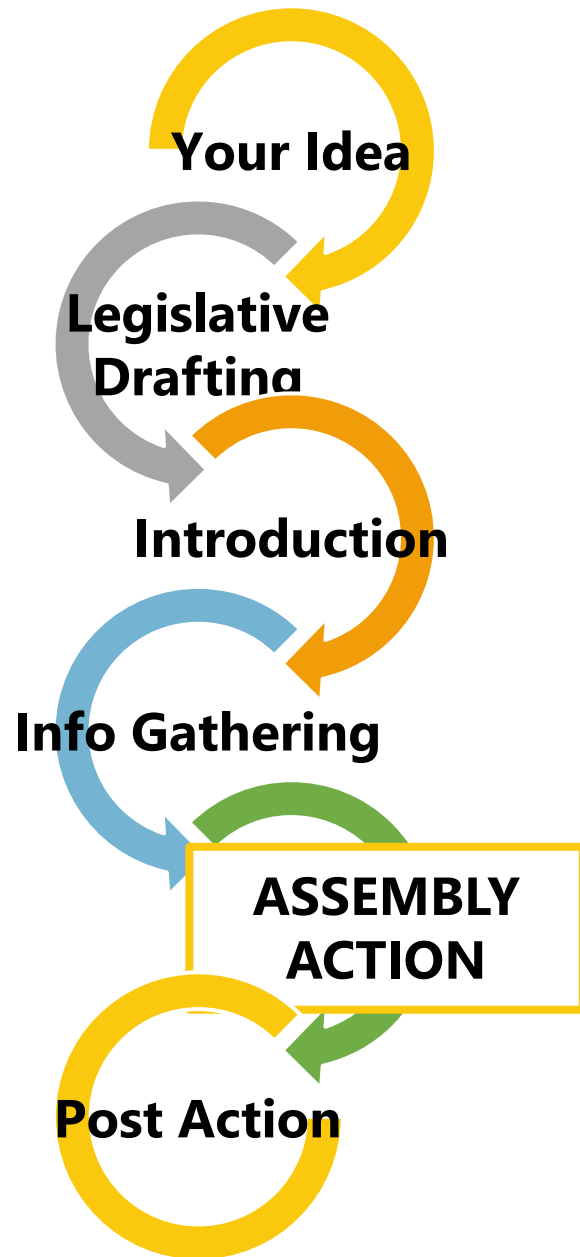 Your Idea
Legislative
Drafting
Introduction
Info Gathering
ASSEMBLY
ACTION
Post Action